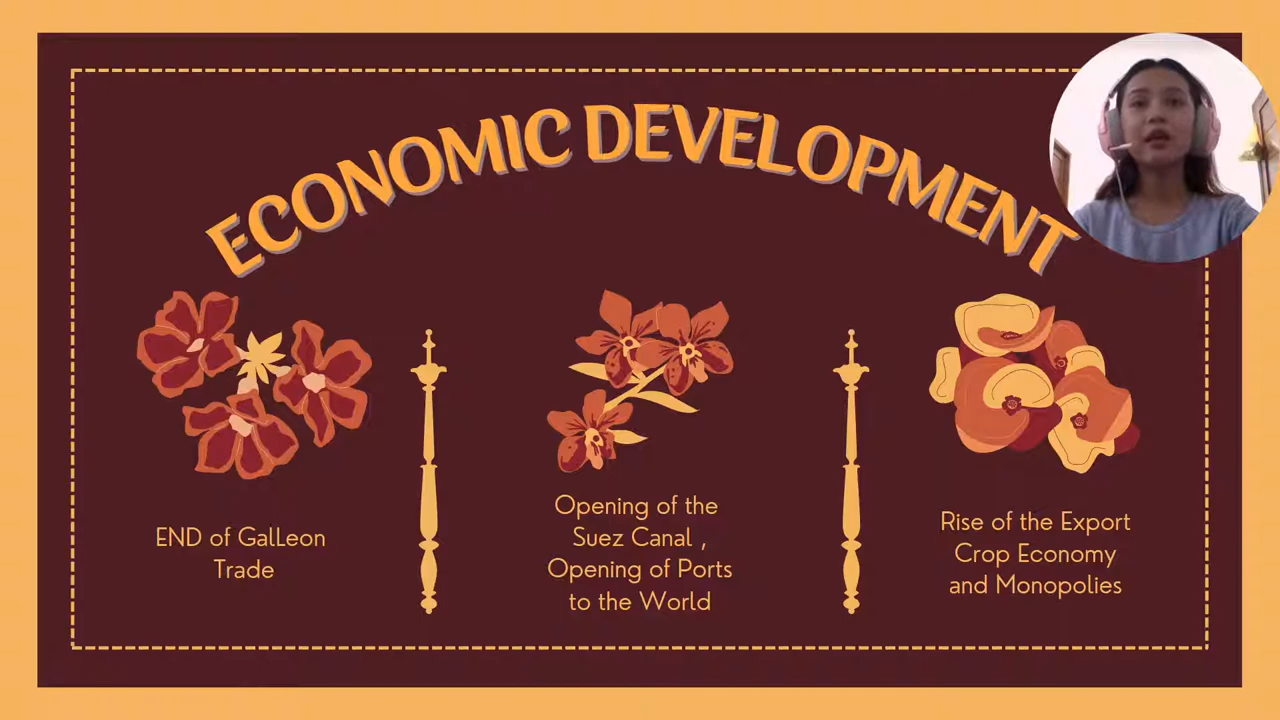 ECONOMIC DEVELOPMENT
END of GalLeon
Trade
Opening of the
Suez Canal ,
Opening of Ports
to the World
Rise of the Export
Crop Economy
and Monopolies